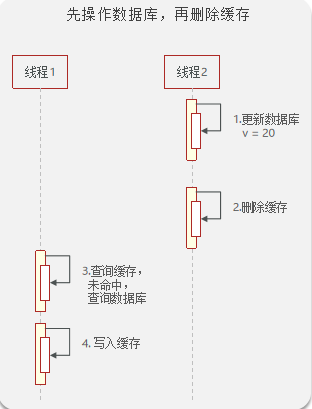 先操作数据库，再删除缓存
线程1
线程2
1.更新数据库
v = 20
2.删除缓存
3.查询缓存，
未命中，
查询数据库
4. 写入缓存